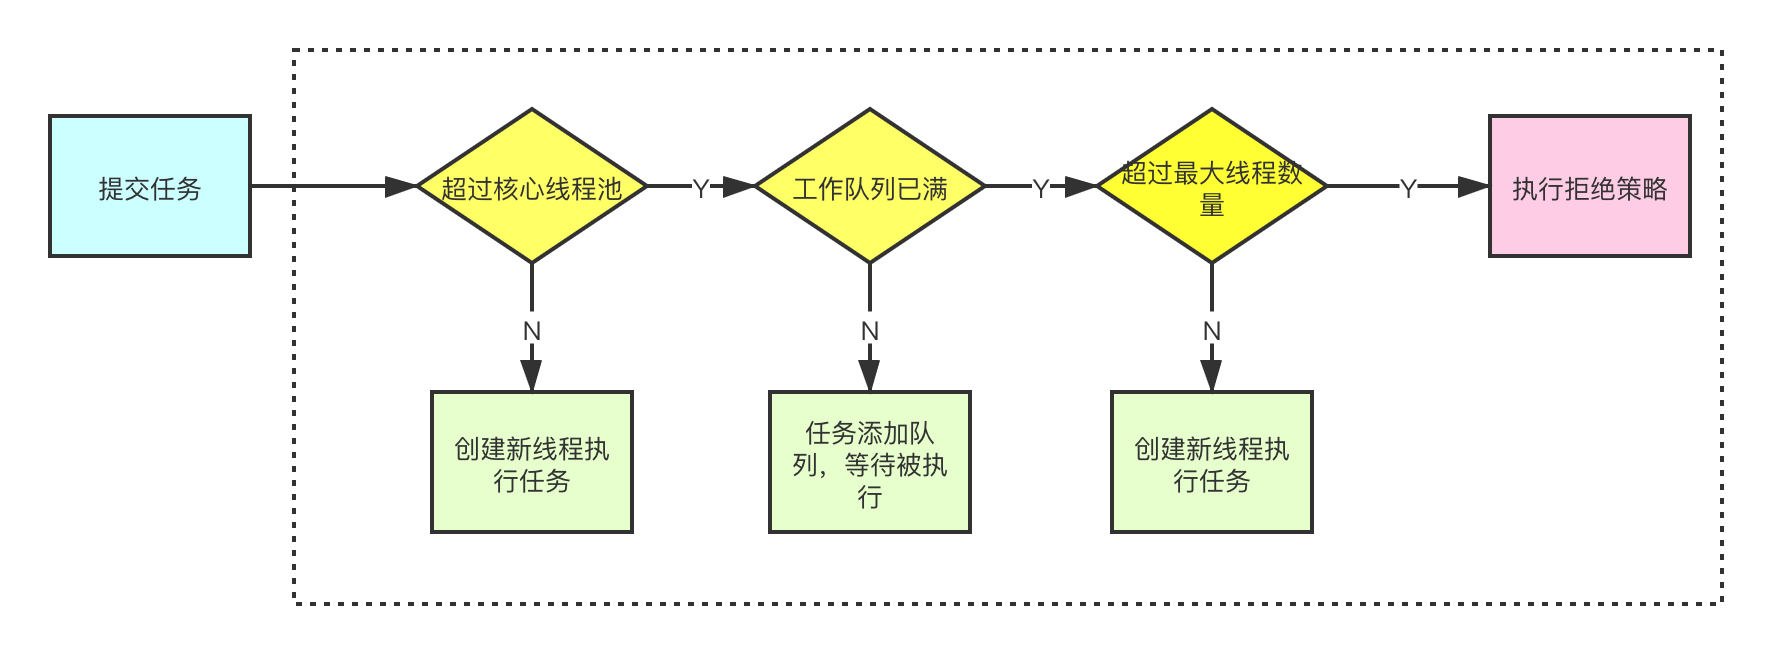 提交任务
超过核心线程池
Y
工作队列已满
Y
超过最大线程数
量
Y
执行拒绝策略
N
N
N
创建新线程执
行任务
任务添加队
列，等待被执
行
创建新线程执
行任务